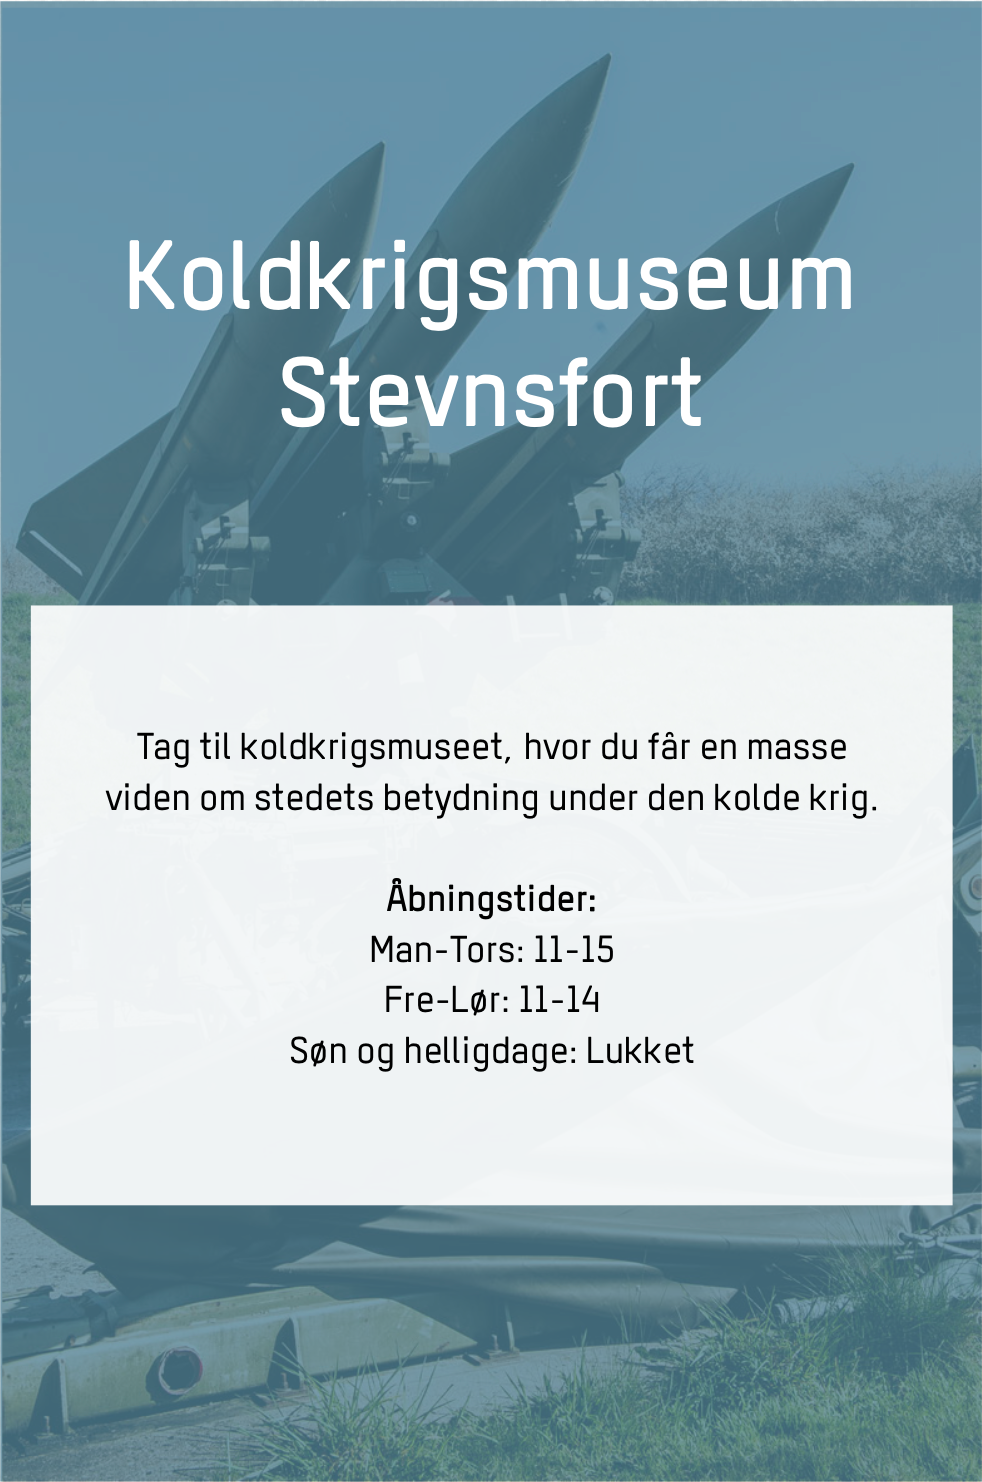 Koldkrigsmuseum
Stevnsfort
Tag til koldkrigsmuseet, hvor du får en masse
viden om stedets betydning under den kolde krig.
Åbningstider:
Man-Tors: 11-15
Fre-Lør: 11-14
Søn og helligdage: Lukket